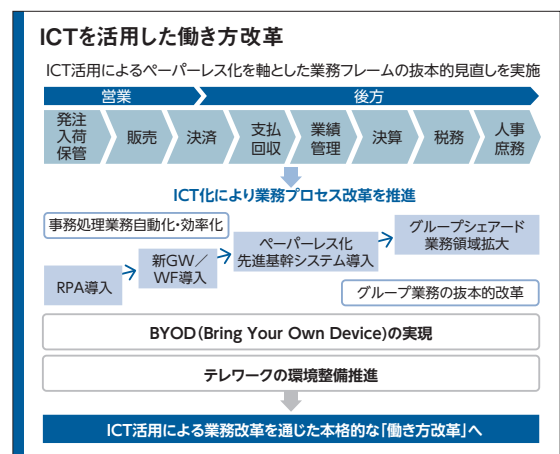 ICTを活用した働き方改革
ICT活用によるペーパーレス化を軸とした業務フレームの抜本的見直しを実施
営業
後方
発注
入荷
保管
販売
決済
支払
回収
業績
管理
決算
税務
人事
庶務
ICT化により業務プロセス改革を推進
事務処理業務自動化・効率化
RPA導入
新GW／
WF導入
ペーパーレス化
先進基幹システム導入
グループシェアード
業務領域拡大
グループ業務の抜本的改革
BYOD（Bring Your Own Device）の実現
テレワークの環境整備推進
ICT活用による業務改革を通じた本格的な「働き方改革」へ